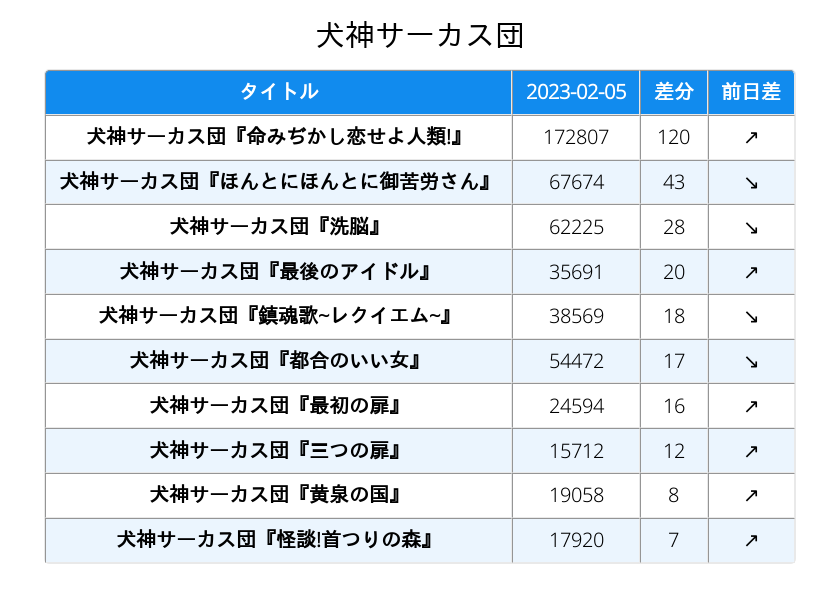 犬神サーカス団
タイトル 2023-02-05 差分 前日差
犬神サーカス団『命みぢかし恋せよ人類!』 172807 120 ↗
犬神サーカス団『ほんとにほんとに御苦労さん』 67674 43 ↘
犬神サーカス団『洗脳』 62225 28 ↘
犬神サーカス団『最後のアイドル』 35691 20 ↗
犬神サーカス団『鎮魂歌~レクイエム~』 38569 18 ↘
犬神サーカス団『都合のいい女』 54472 17 ↘
犬神サーカス団『最初の扉』 24594 16 ↗
犬神サーカス団『三つの扉』 15712 12 ↗
犬神サーカス団『黄泉の国』 19058 8 ↗
犬神サーカス団『怪談!首つりの森』 17920 7 ↗